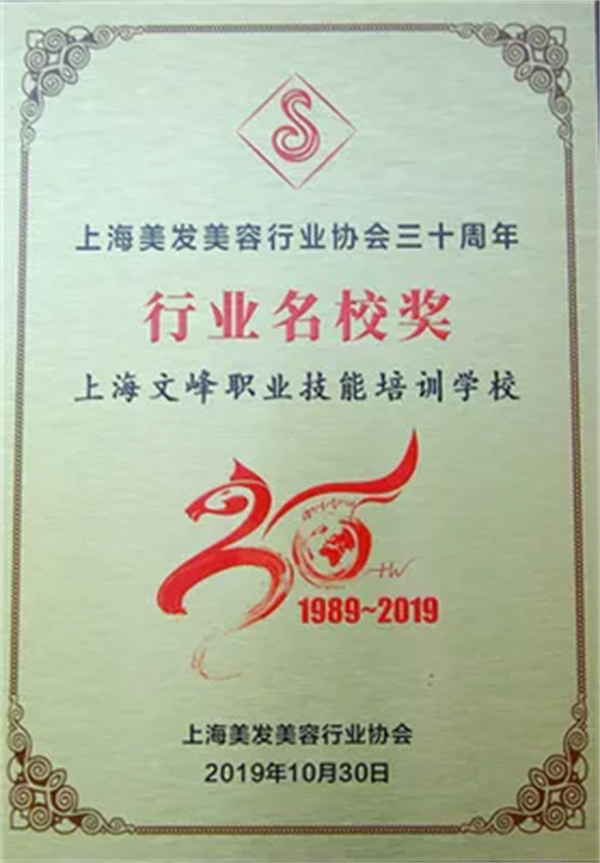 上海美发美容行业协会三十周年
行业名校奖
上海文峰职业技能培训学校
30
th
1989~2019
上海美发美容行业协会
2019年10月30日